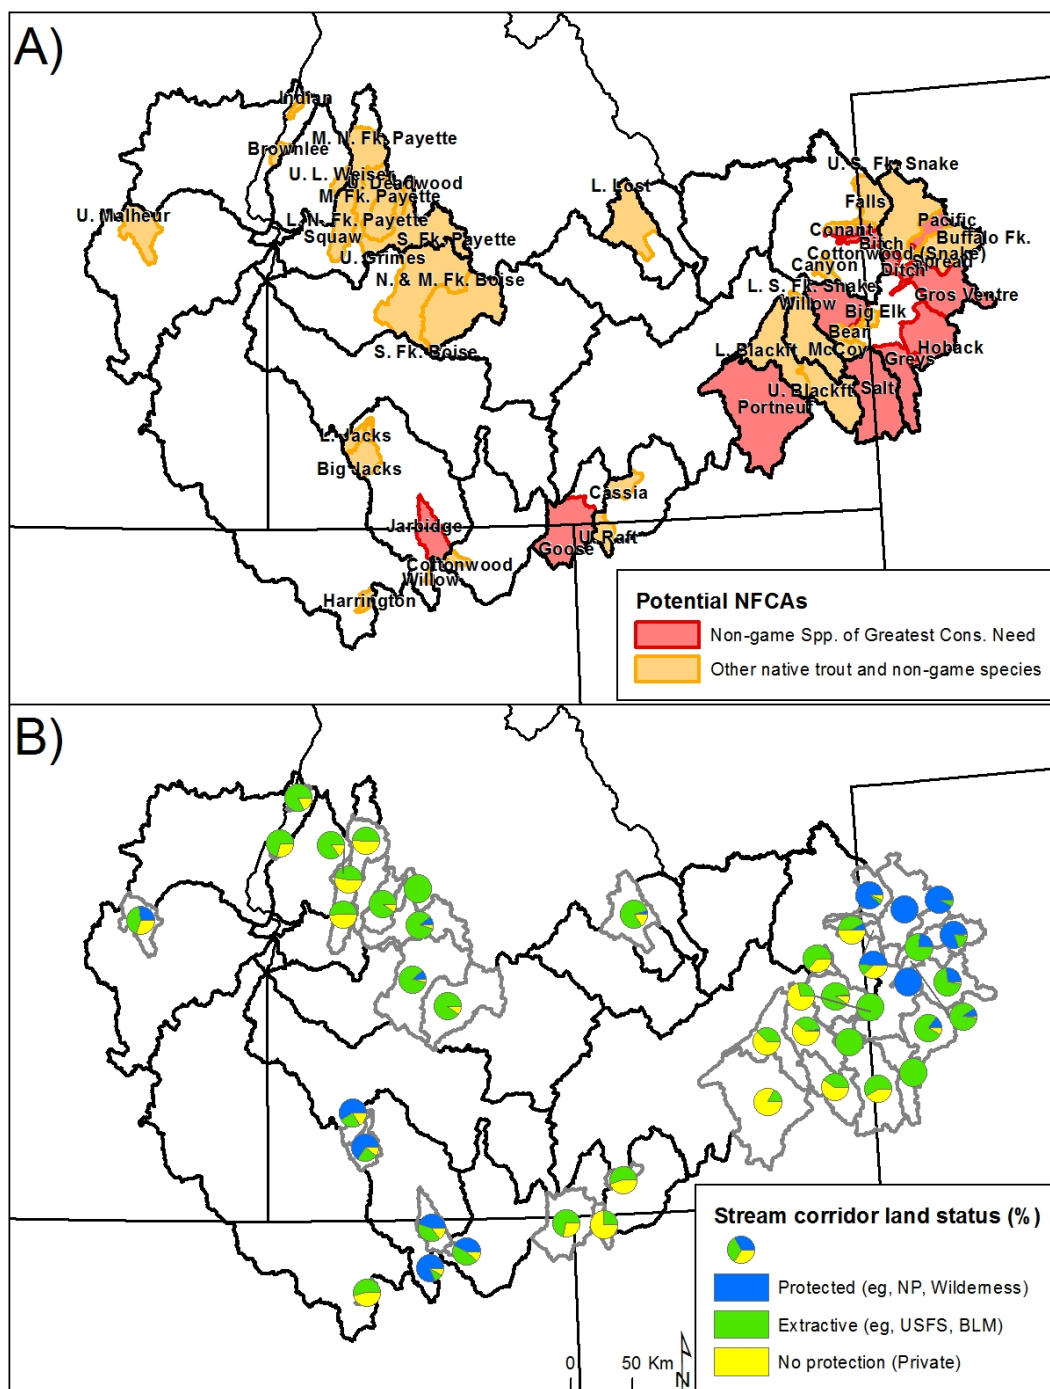 A)
Indian
M. N. Fk. Payette
Brownlee
U. L. Weiser
U. Deadwood
M. Fk. Payette
U. Malheur
L. N. Fk. Payette
Squaw
S. Fk. Payette
U. Grimes
N. & M. Fk. Boise
S. Fk. Boise
L. Lost
U. S. Fk. Snake
Falls
Pacific
Conant
Buffalo Fk.
Bitch
Cottonwood (Snake)
Spread
Ditch
Canyon
L. S. Fk. Snake
Gros Ventre
Willow
Big Elk
Bear
Hoback
L. Blackft
McCoy
Greys
U. Blackft
Salt
Portneuf
L. Jacks
Big Jacks
Cassia
Jarbidge
U. Raft
Goose
Cottonwood
Willow
Harrington
Potential NFCAs
Non-game Spp. of Greatest Cons. Need
Other native trout and non-game species
B)
Stream corridor land status (%)
Protected (eg, NP, Wilderness)
Extractive (eg, USFS, BLM)
No protection (Private)
0 50 Km
N